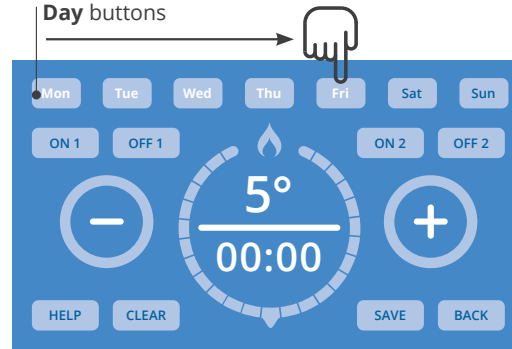 Day buttons
Mon Tue Wed Thu Fri Sat Sun
ON 1 OFF 1 ON 2 OFF 2
5°
00:00
HELP CLEAR SAVE BACK